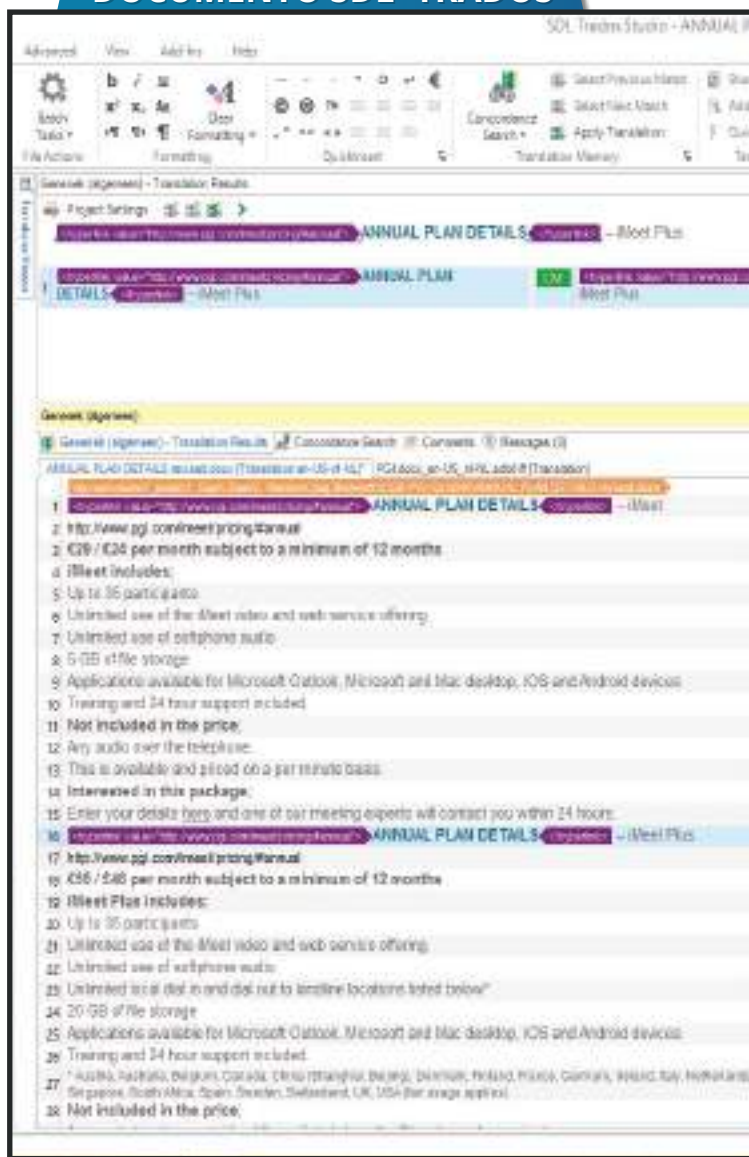 DOCUMENTO SDL TRADOS
SDL Trados Studio - ANNUAL
Advanced View Add-Ins Help
Batch Tasks
Clear Formatting
Concordance Search
Select Previous Match
Select Next Match
Apply Translation
File Actions Formatting QuickInsert Translation Memory
Generiek (algemeen) - Translation Results
Project Settings
ANNUAL PLAN DETAILS – iMeet Plus
ANNUAL PLAN
DETAILS – iMeet Plus
CM
iMeet Plus
Generiek (algemeen)
Generiek (algemeen) - Translation Results Concordance Search Comments Messages (0)
1 ANNUAL PLAN DETAILS – iMeet
2 http://www.pgi.com/imeet/pricing/#annual
3 €29 / £24 per month subject to a minimum of 12 months
4 iMeet includes:
5 Up to 35 participants
6 Unlimited use of the iMeet video and web service offering
7 Unlimited use of softphone audio
8 5 GB of file storage
9 Applications available for Microsoft Outlook, Microsoft and Mac desktop, iOS and Android devices
10 Training and 24 hour support included
11 Not included in the price;
12 Any audio over the telephone.
13 This is available and priced on a per minute basis.
14 Interested in this package;
15 Enter your details here and one of our meeting experts will contact you within 24 hours.
16 ANNUAL PLAN DETAILS – iMeet Plus
17 http://www.pgi.com/imeet/pricing/#annual
18 per month subject to a minimum of 12 months
19 iMeet Plus includes:
20 Up to 35 participants
21 Unlimited use of the iMeet video and web service offering
22 Unlimited use of softphone audio
23 Unlimited local dial in and dial out to landline locations listed below*
24 20 GB of file storage
25 Applications available for Microsoft Outlook, Microsoft and Mac desktop, iOS and Android devices
26 Training and 24 hour support included
27 * Austria, Australia, Belgium, Canada, China (Shanghai, Beijing), Denmark, Finland, France, Germany, Ireland, Italy, Netherlands
Singapore, South Africa, Spain, Sweden, Switzerland, UK, USA (fair usage applies)
28 Not included in the price;